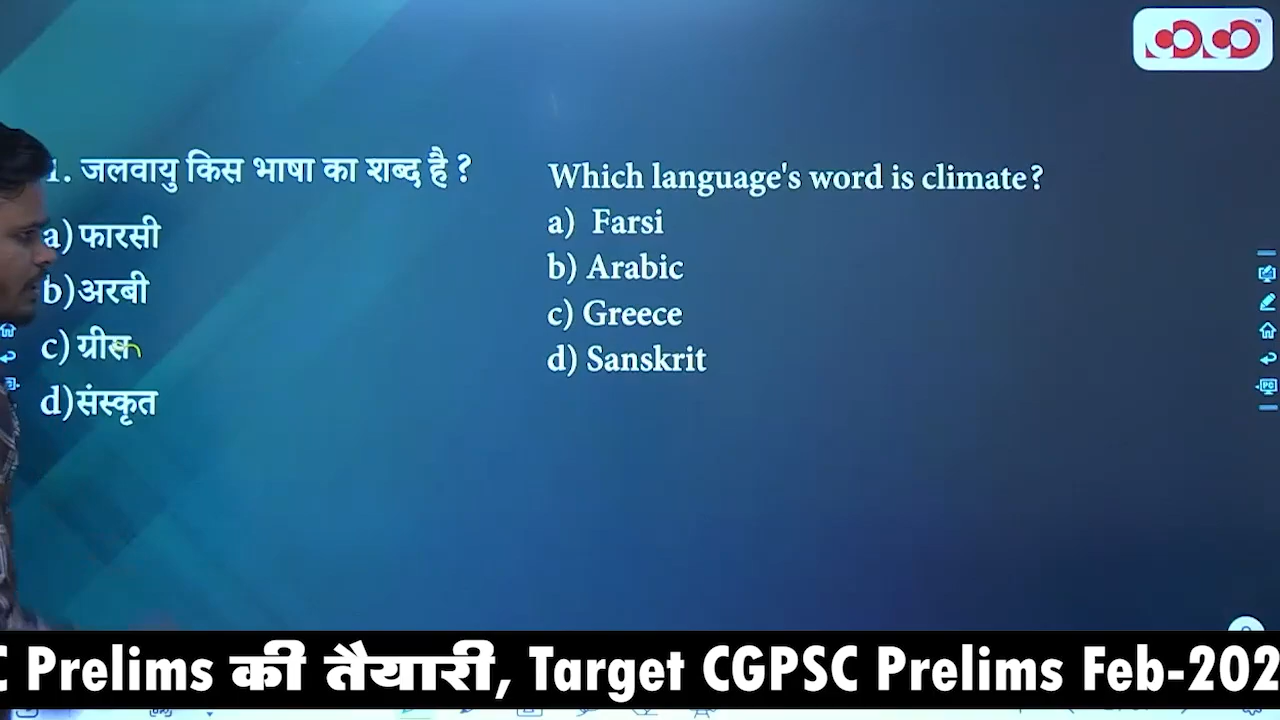 1. जलवायु किस भाषा का शब्द है ?
a) फारसी
b)अरबी
c) ग्रीस
d)संस्कृत
Which language's word is climate?
a) Farsi
b) Arabic
c) Greece
d) Sanskrit
PC
C Prelims की तैयारी, Target CGPSC Prelims Feb-202